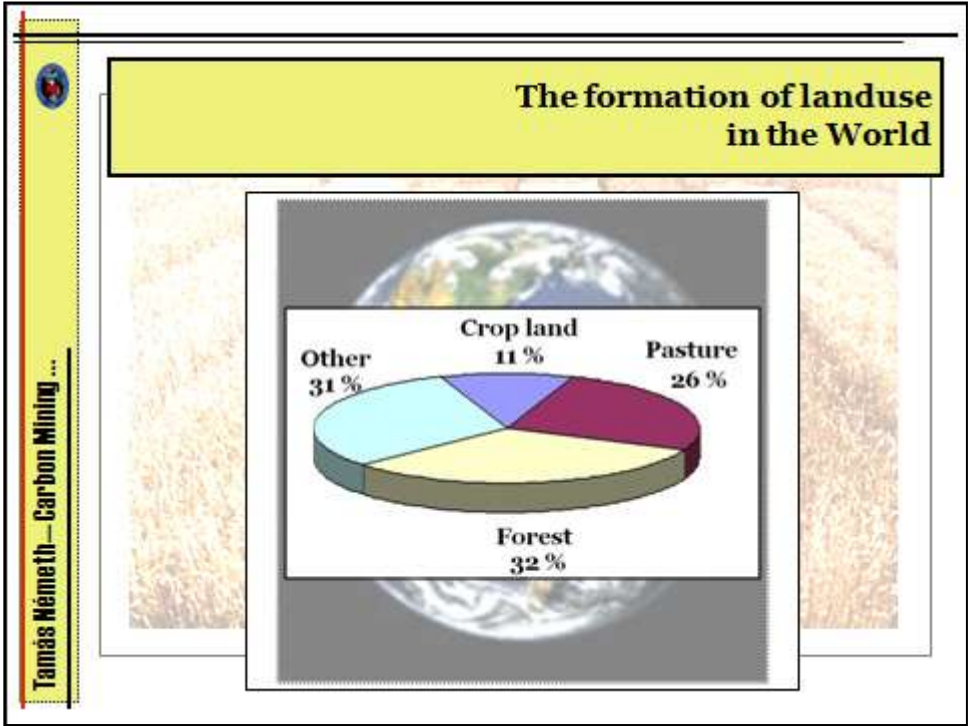 The formation of landuse
in the World
Crop land
11 %
Pasture
26 %
Other
31 %
Forest
32 %
Tamás Németh– Carbon Mining ...